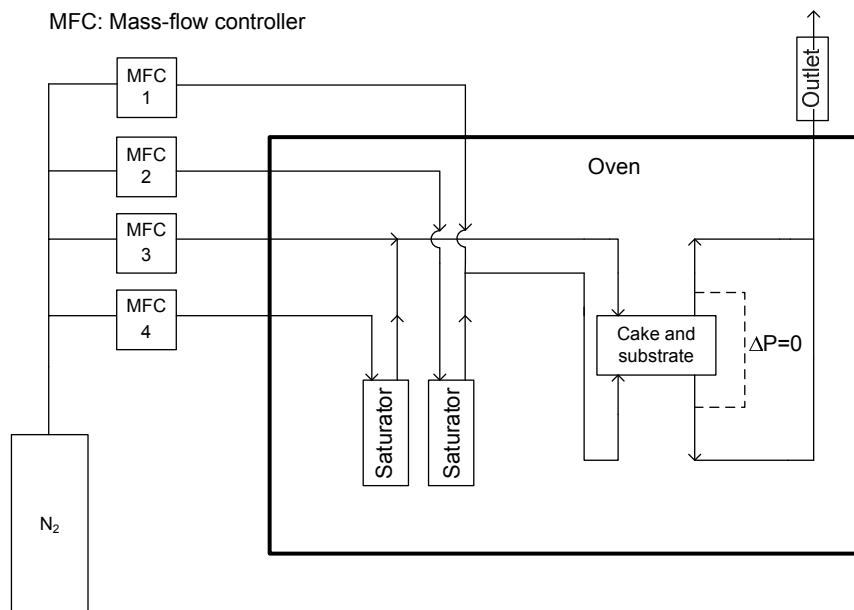 MFC: Mass-flow controller
MFC
1
MFC
2
MFC
3
MFC
4
Outlet
Oven
Cake and
substrate
ΔP=0
Saturator
Saturator
N₂